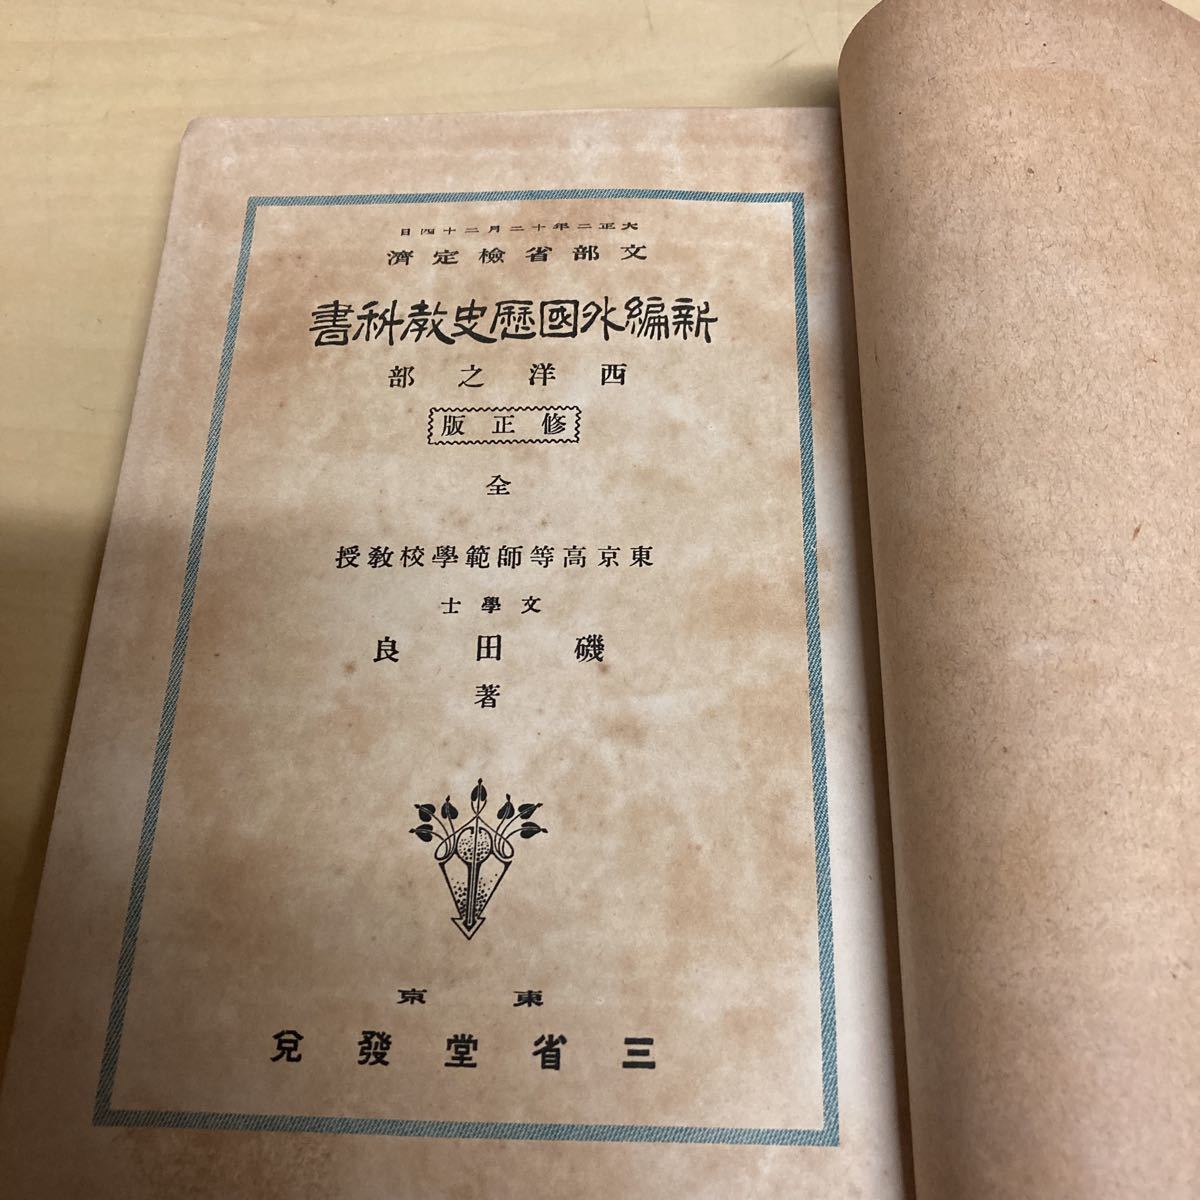 大正二年十二月二十四日
文部省檢定濟
新編外國歷史教科書
西洋之部
修正版
全
東京高等師範學校教授
文學士
磯田良
著
東京
三省堂發兌